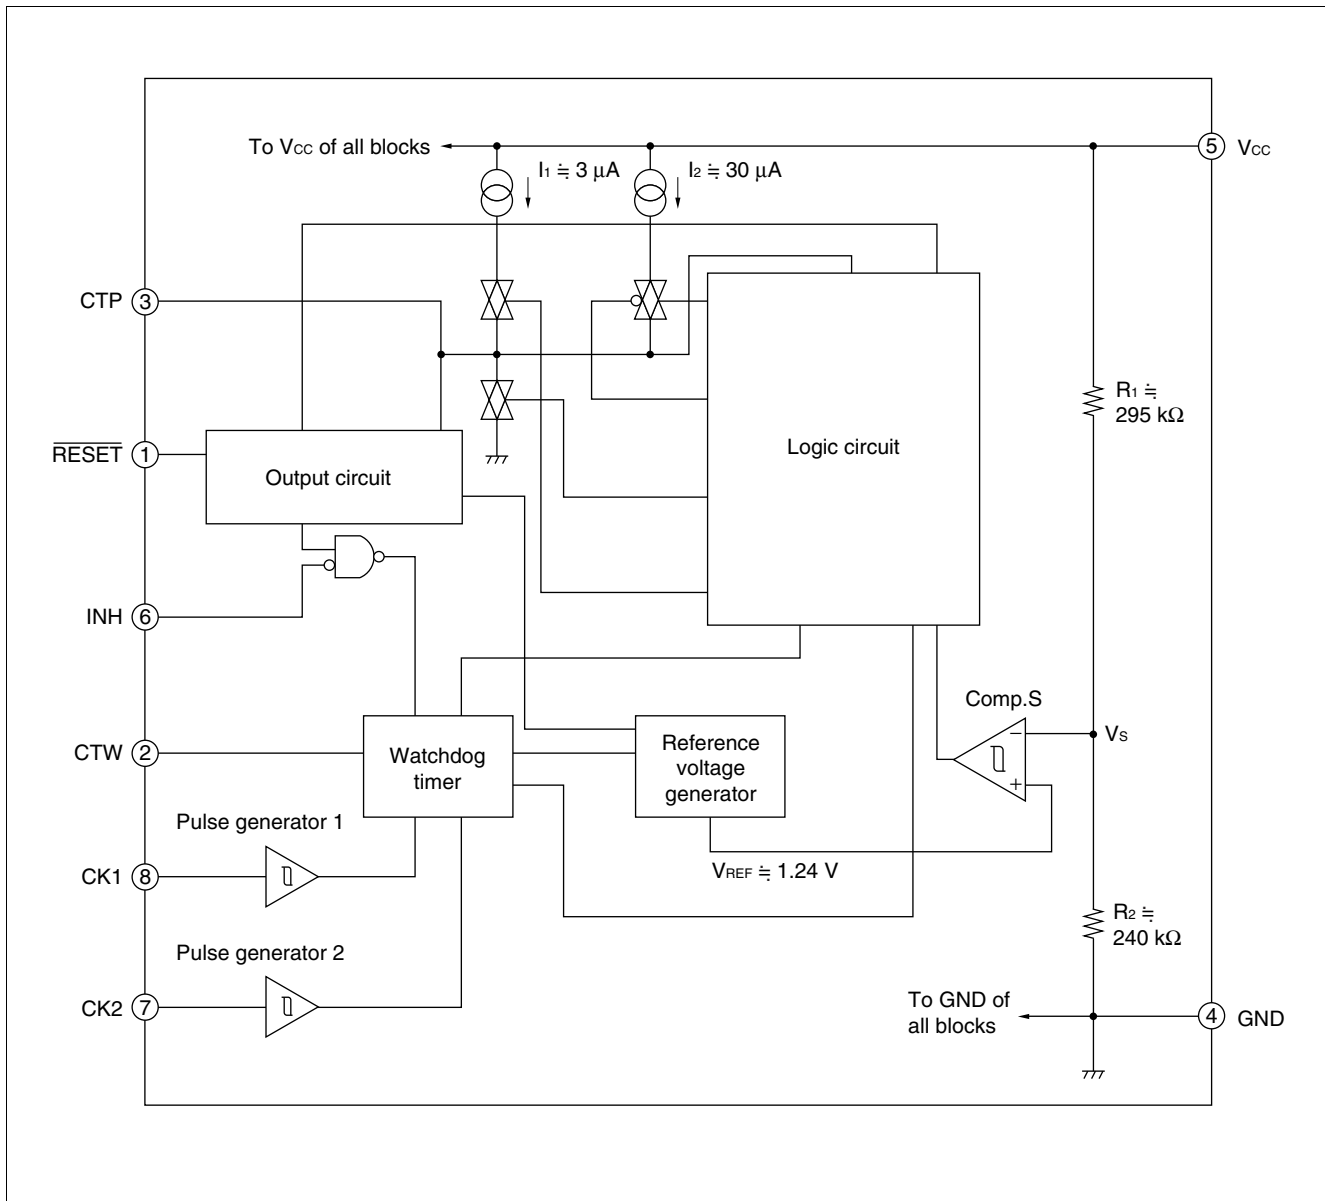 To VCC of all blocks
5
VCC
I1 ≒ 3 μA
I2 ≒ 30 μA
CTP
3
R1 ≒
295 kΩ
RESET
1
Output circuit
Logic circuit
INH
6
Comp.S
−
+
VS
CTW
2
Watchdog
timer
Reference
voltage
generator
Pulse generator 1
CK1
8
VREF ≒ 1.24 V
R2 ≒
240 kΩ
Pulse generator 2
CK2
7
To GND of
all blocks
4
GND